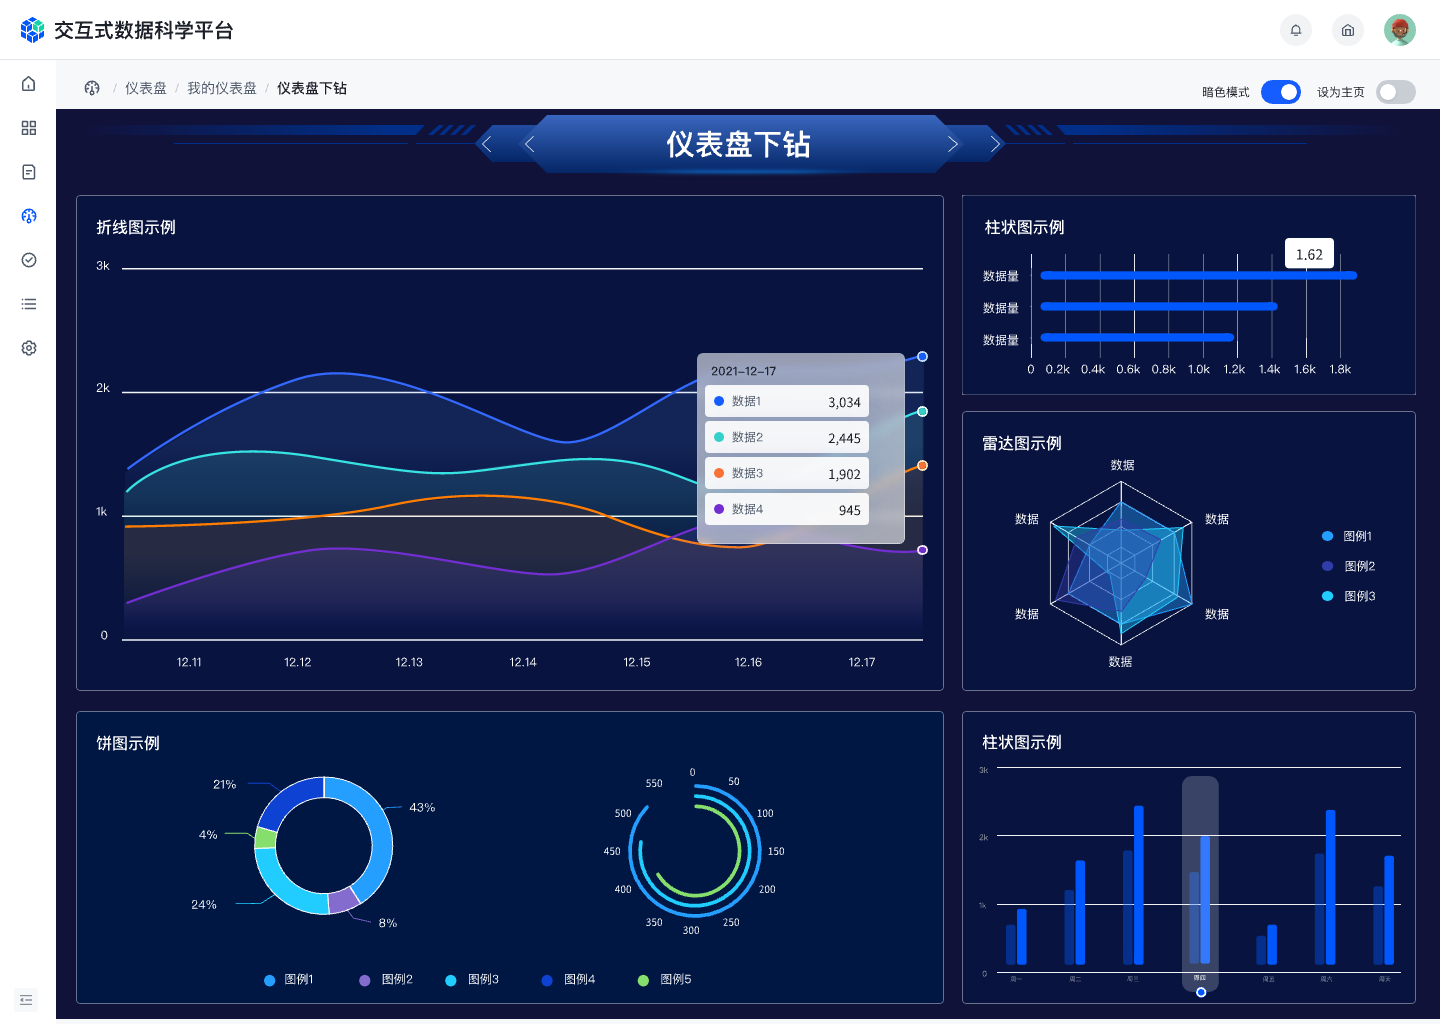 交互式数据科学平台
/ 仪表盘 / 我的仪表盘 / 仪表盘下钻
暗色模式
设为主页
仪表盘下钻
折线图示例
3k
2k
1k
0
12.11 12.12 12.13 12.14 12.15 12.16 12.17
2021-12-17
数据1 3,034
数据2 2,445
数据3 1,902
数据4 945
柱状图示例
1.62
数据量
数据量
数据量
0 0.2k 0.4k 0.6k 0.8k 1.0k 1.2k 1.4k 1.6k 1.8k
雷达图示例
数据
数据
数据
数据
数据
数据
图例1
图例2
图例3
饼图示例
21%
43%
4%
24%
8%
0
50
100
150
200
250
300
350
400
450
500
550
图例1 图例2 图例3 图例4 图例5
柱状图示例
3k
2k
1k
0
周一 周二 周三 周四 周五 周六 周天